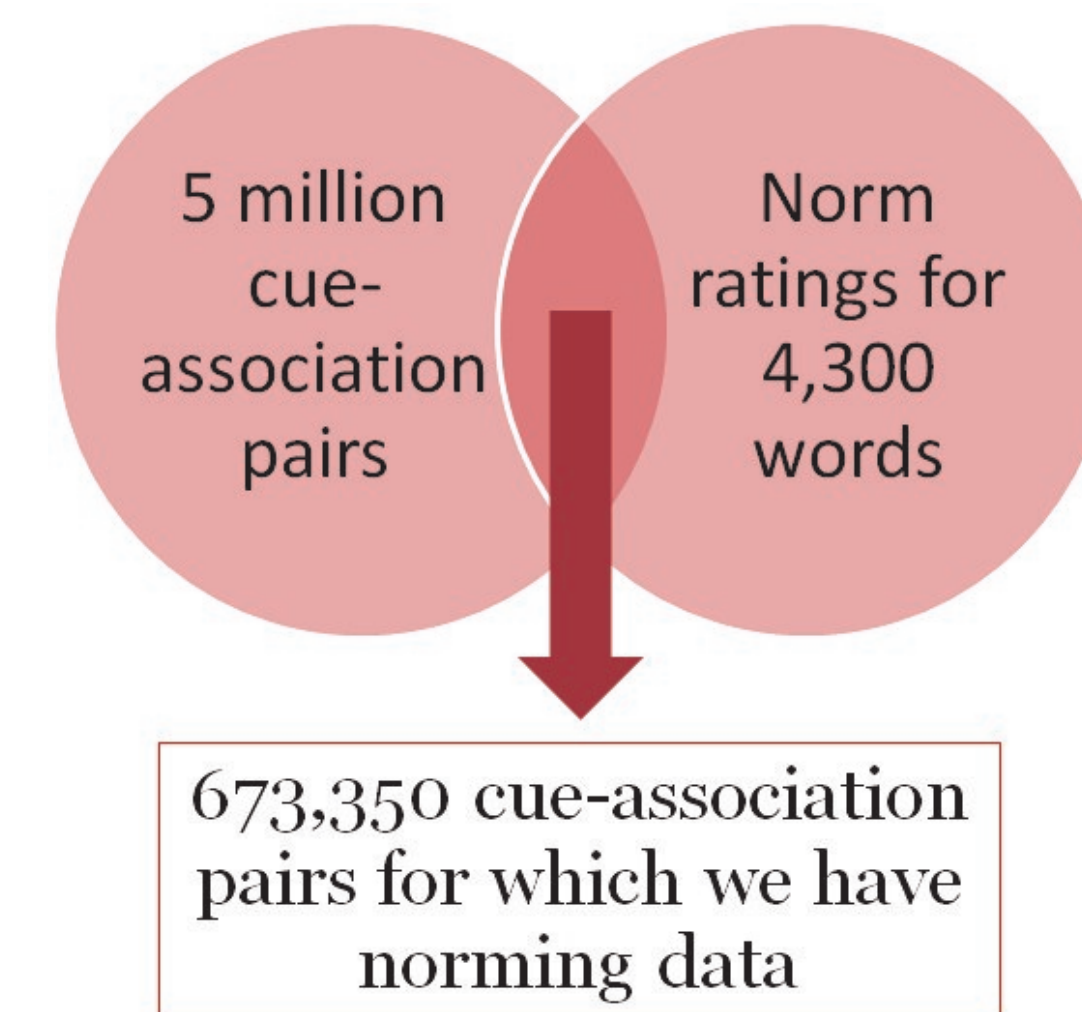 5 million
cue-
association
pairs
Norm
ratings for
4,300
words
673,350 cue-association
pairs for which we have
norming data